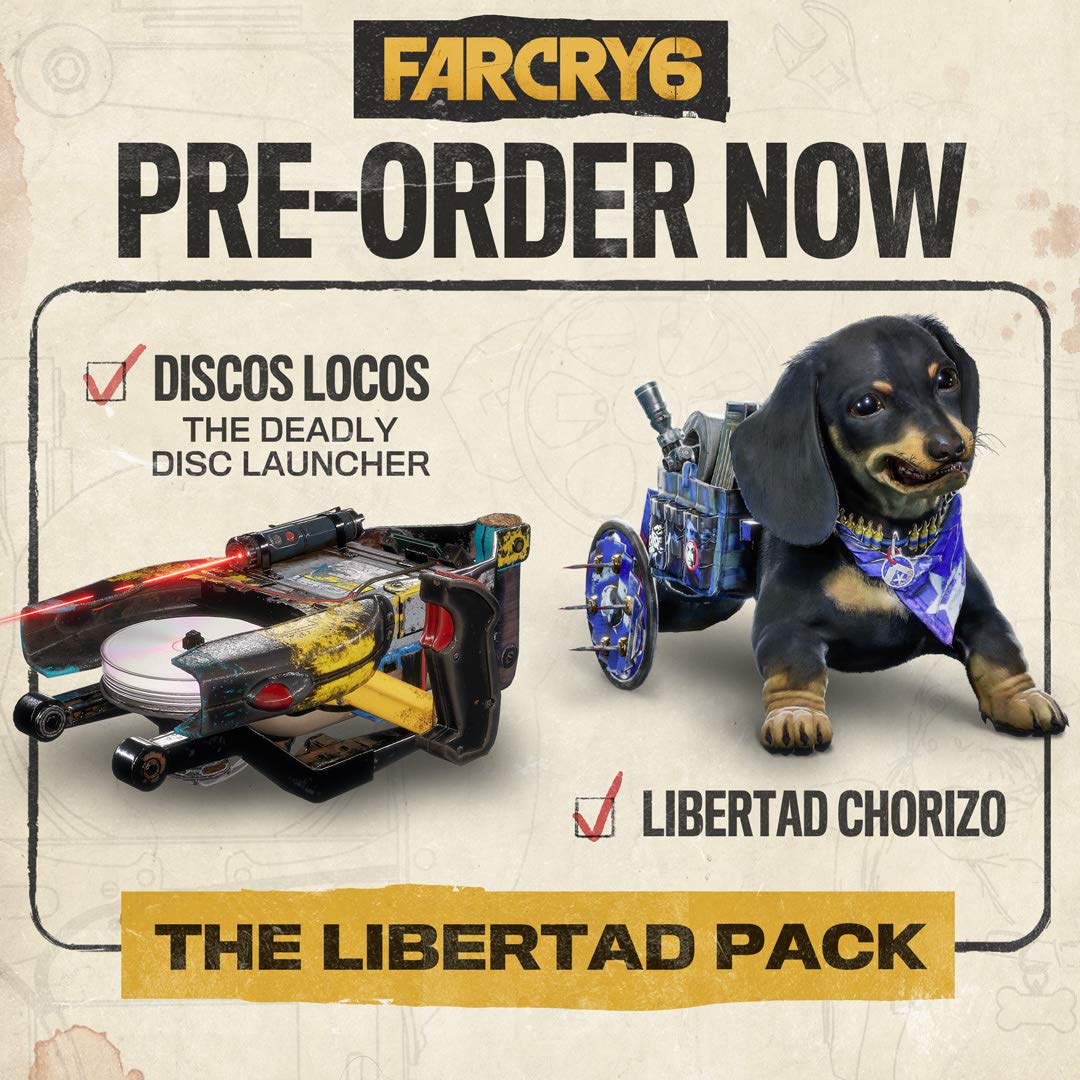 FARCRY6
PRE-ORDER NOW
DISCOS LOCOS
THE DEADLY
DISC LAUNCHER
LIBERTAD CHORIZO
THE LIBERTAD PACK